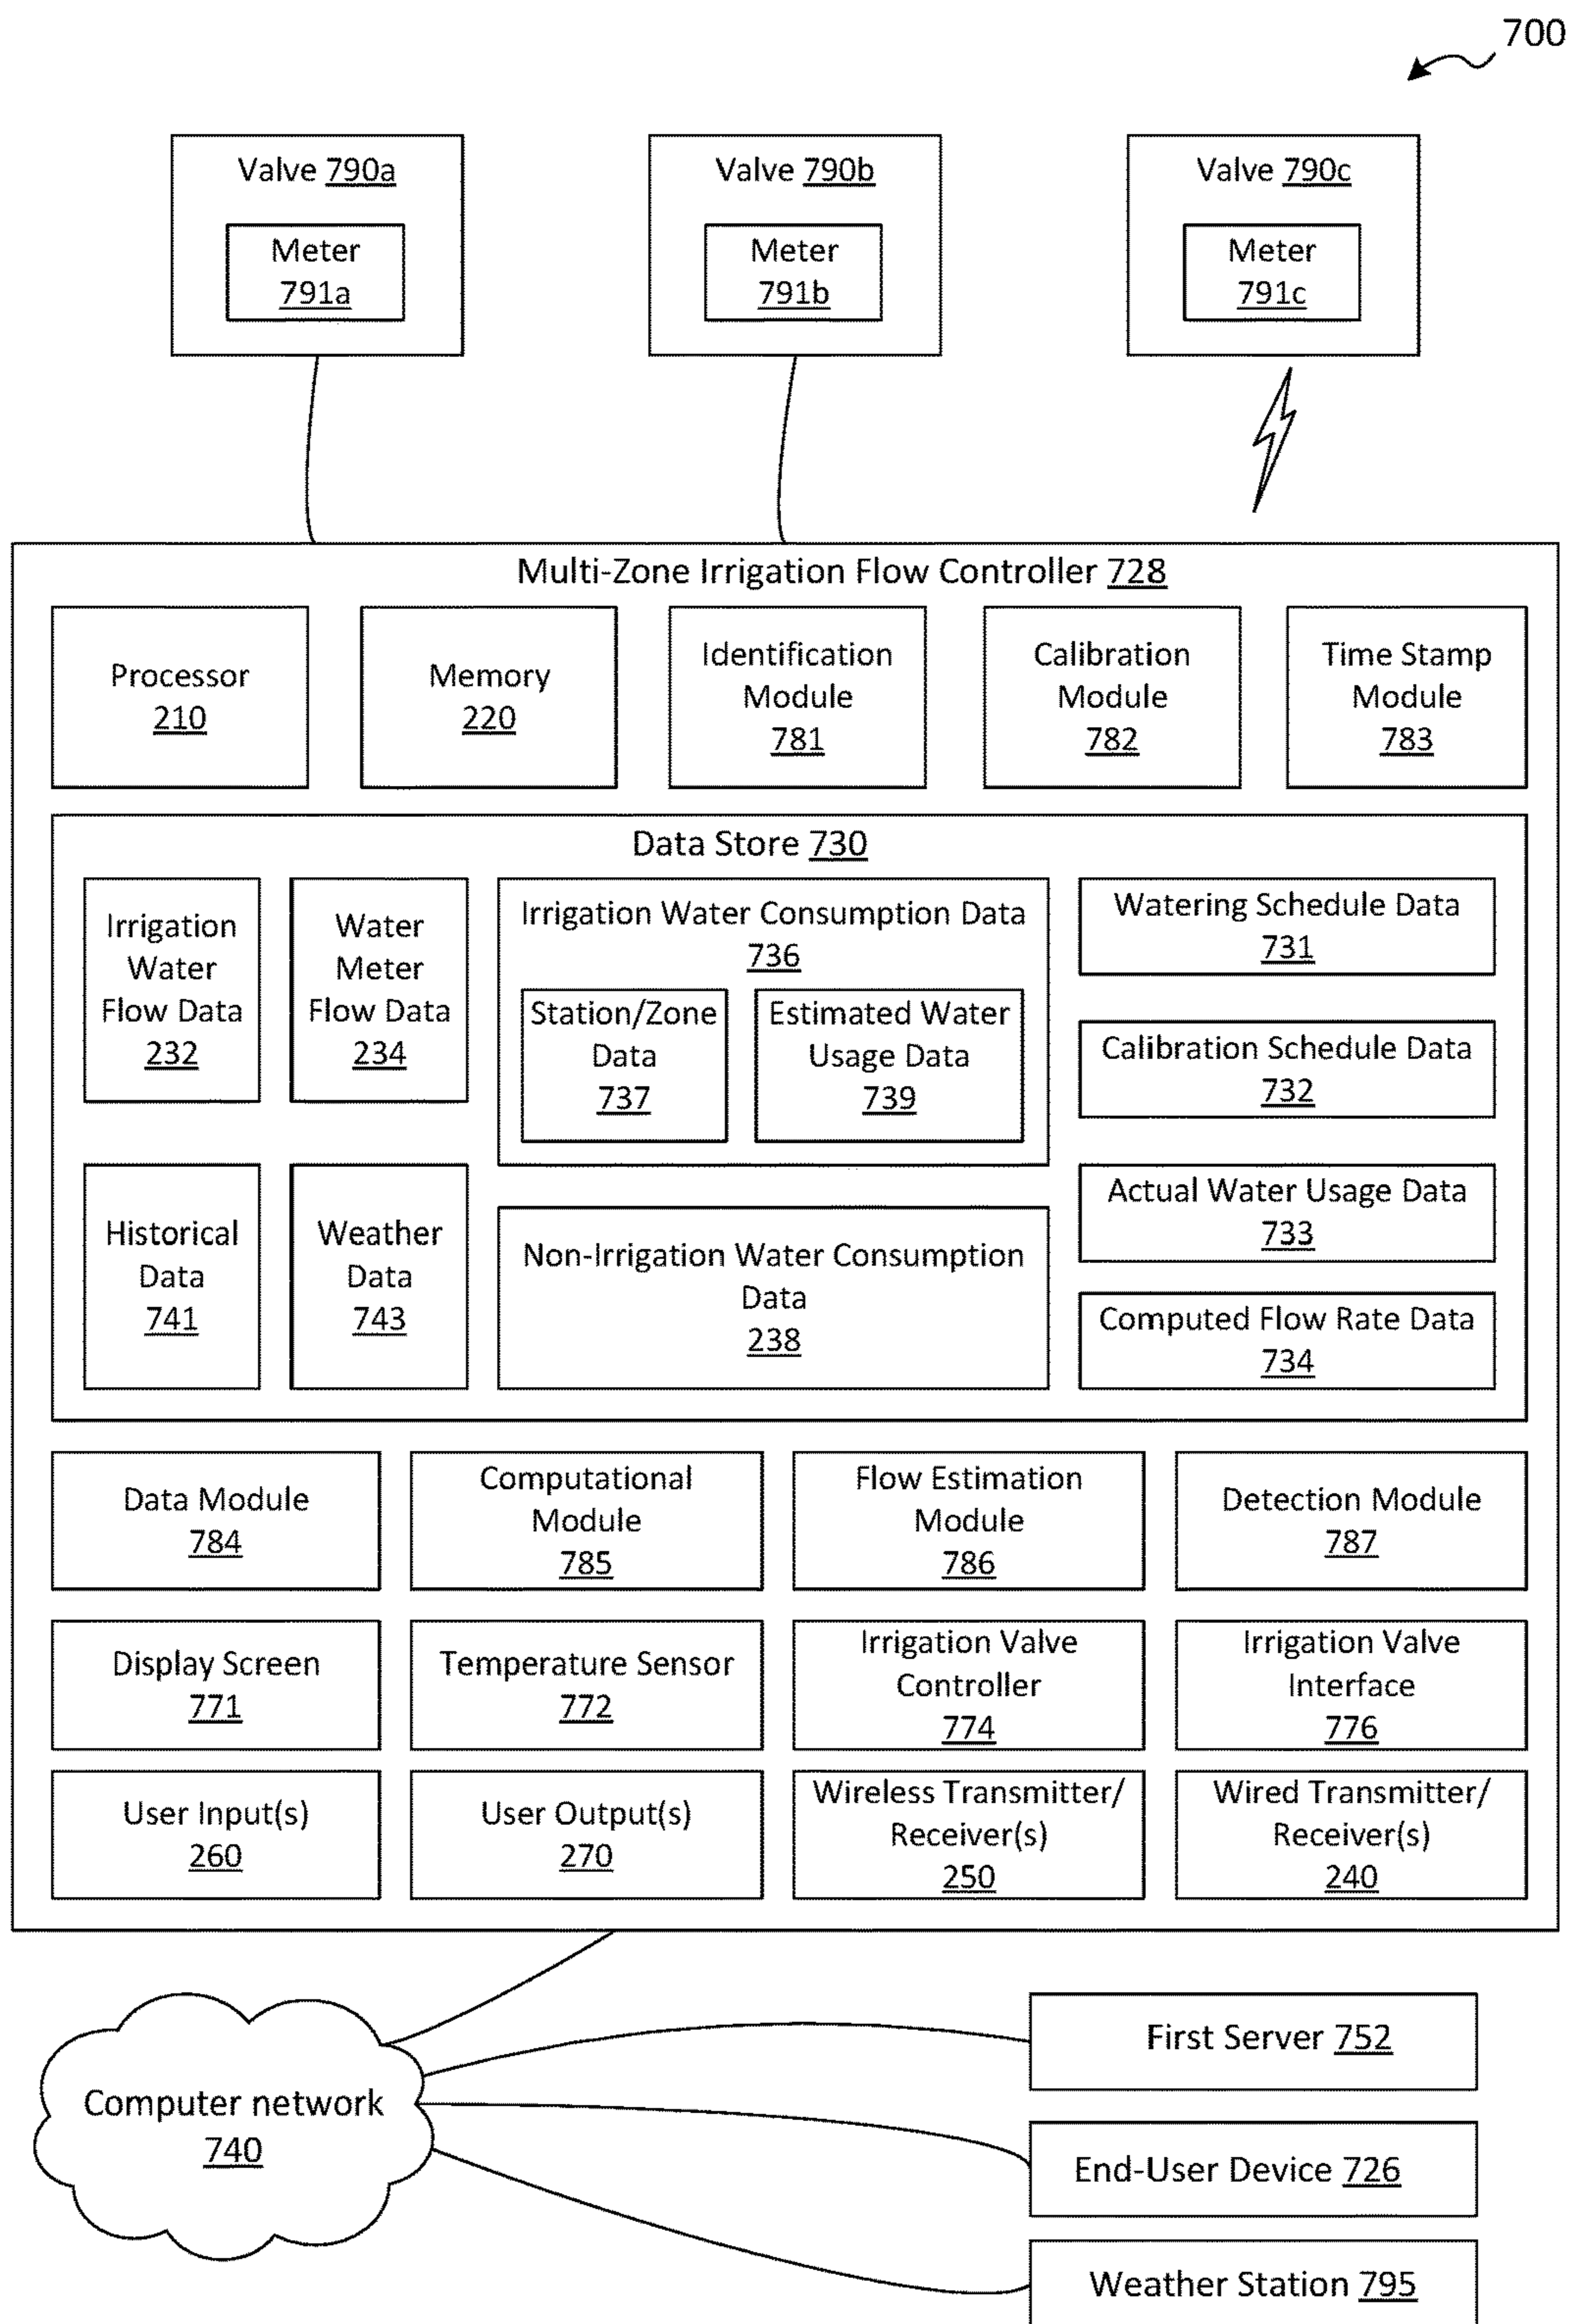 700
Valve 790a
Meter
791a
Valve 790b
Meter
791b
Valve 790c
Meter
791c
Multi-Zone Irrigation Flow Controller 728
Processor
210
Memory
220
Identification
Module
781
Calibration
Module
782
Time Stamp
Module
783
Data Store 730
Irrigation
Water
Flow Data
232
Water
Meter
Flow Data
234
Irrigation Water Consumption Data
736
Station/Zone
Data
737
Estimated Water
Usage Data
739
Watering Schedule Data
731
Calibration Schedule Data
732
Historical
Data
741
Weather
Data
743
Non-Irrigation Water Consumption
Data
238
Actual Water Usage Data
733
Computed Flow Rate Data
734
Data Module
784
Computational
Module
785
Flow Estimation
Module
786
Detection Module
787
Display Screen
771
Temperature Sensor
772
Irrigation Valve
Controller
774
Irrigation Valve
Interface
776
User Input(s)
260
User Output(s)
270
Wireless Transmitter/
Receiver(s)
250
Wired Transmitter/
Receiver(s)
240
Computer network
740
First Server 752
End-User Device 726
Weather Station 795